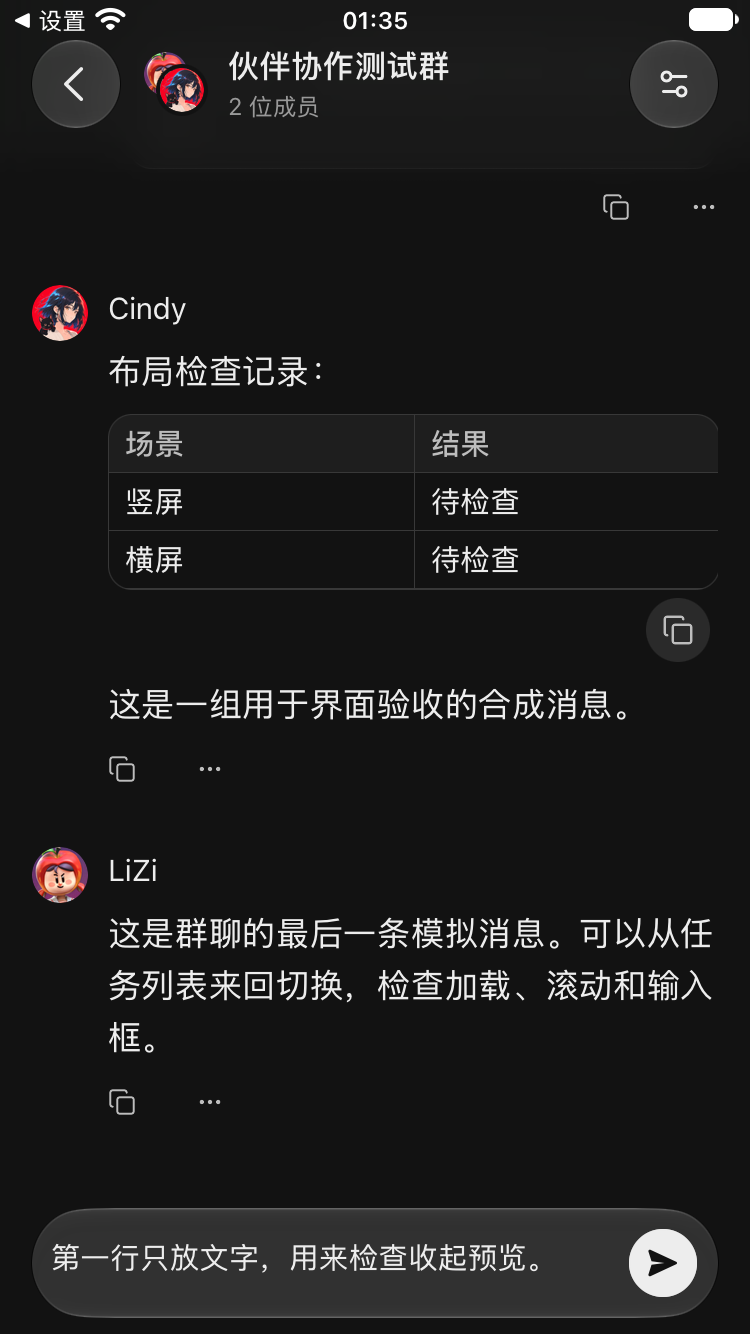 设置
01:35
伙伴协作测试群
2 位成员
Cindy
布局检查记录：
场景 结果
竖屏 待检查
横屏 待检查
这是一组用于界面验收的合成消息。
LiZi
这是群聊的最后一条模拟消息。可以从任
务列表来回切换，检查加载、滚动和输入
框。
第一行只放文字，用来检查收起预览。